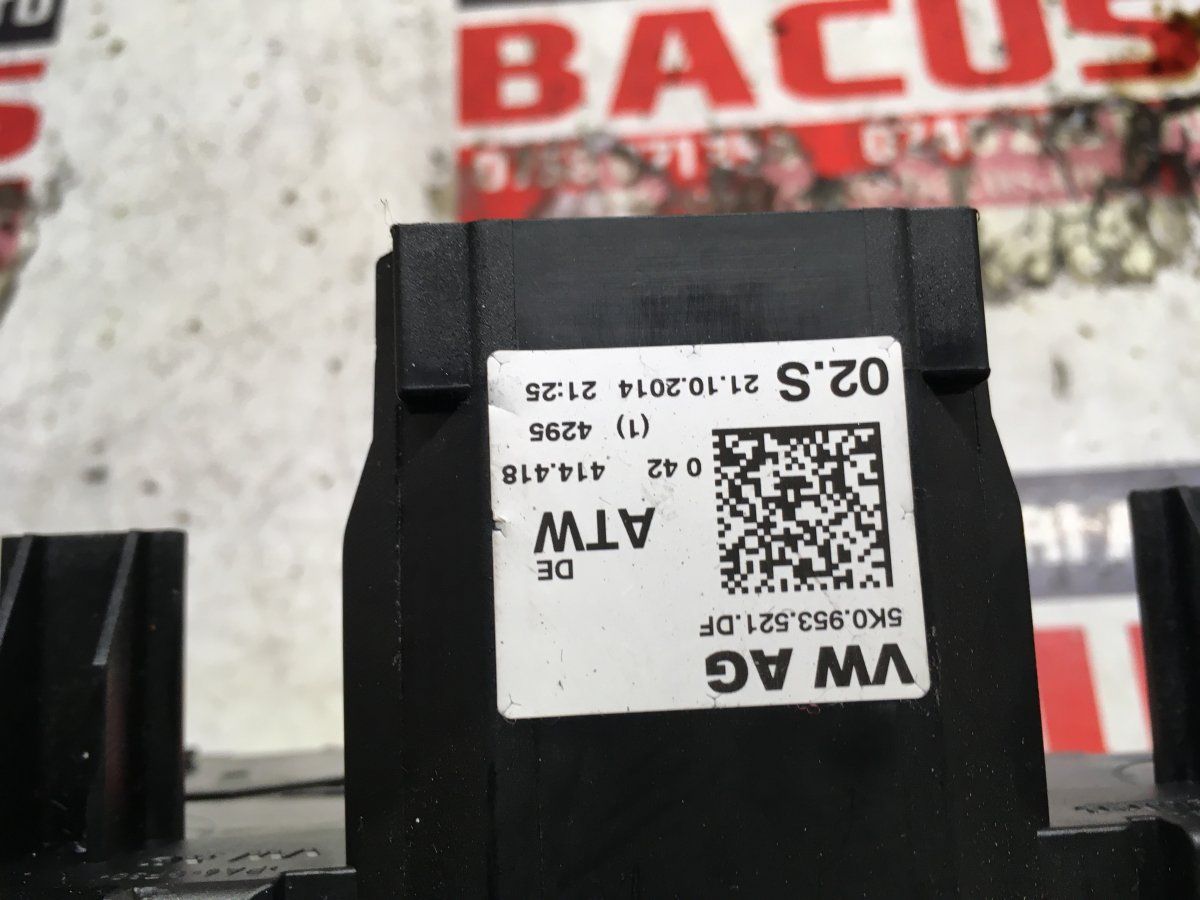 BACUS
VW AG
5K0.953.521.DF
DE
ATW
0 42 414.418
(1) 4295
02.S 21.10.2014 21:25